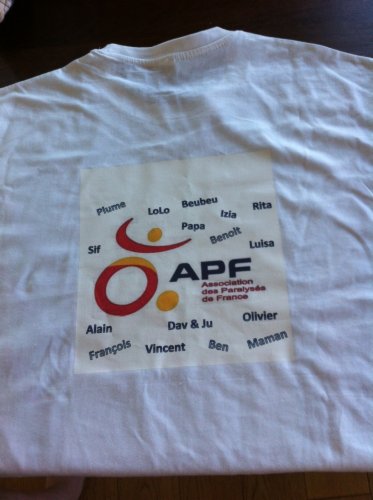 Plume LoLo Beubeu Izia Rita
Papa Benoit
Sif Luisa
APF
Association
des Paralysés
de France
Alain Dav & Ju Olivier
François Vincent Ben Maman